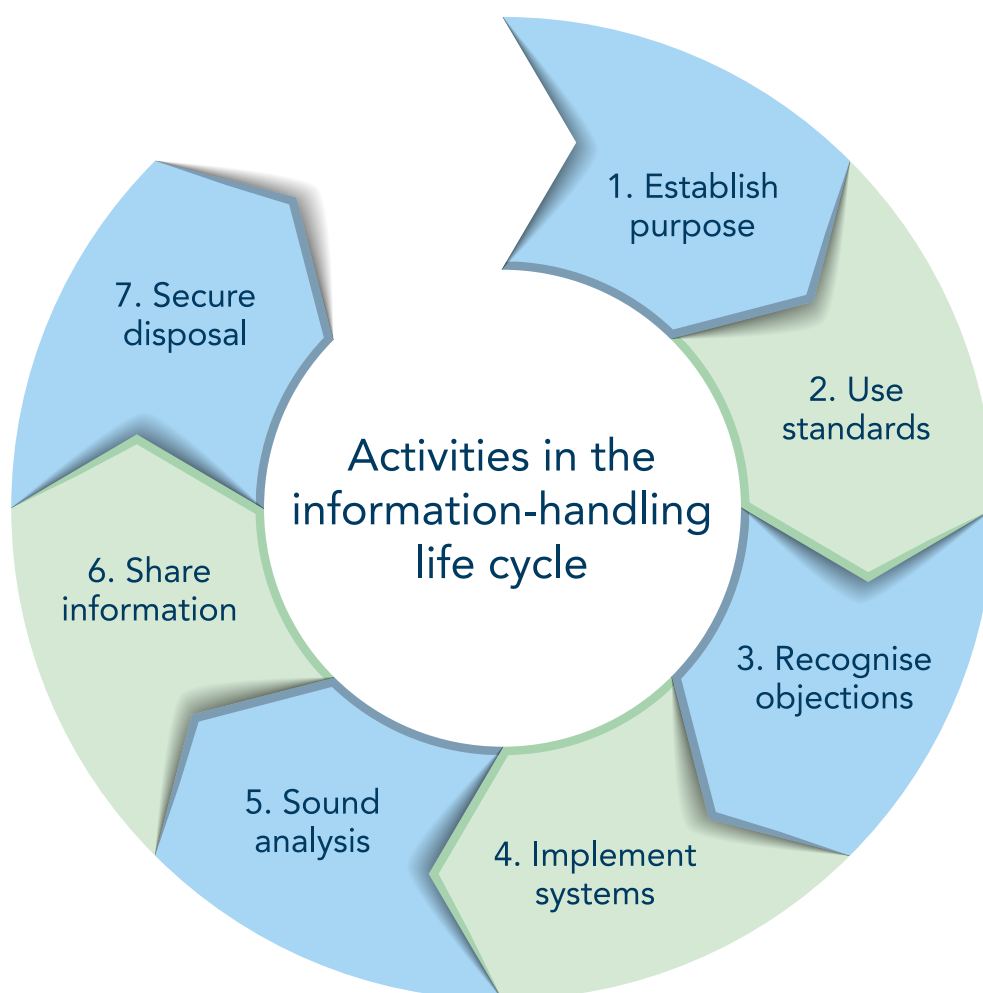 Activities in the
information-handling
life cycle
1. Establish
purpose
2. Use
standards
3. Recognise
objections
4. Implement
systems
5. Sound
analysis
6. Share
information
7. Secure
disposal